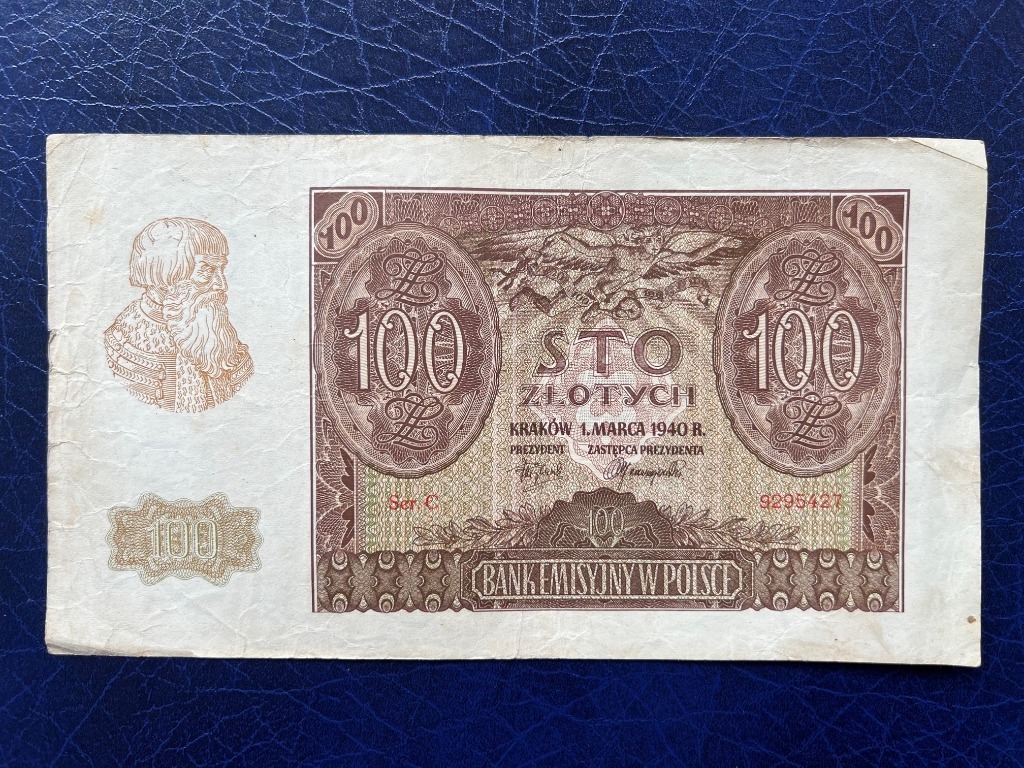 100 100
100 100
STO
ZŁOTYCH
KRAKÓW 1. MARCA 1940 R.
PREZYDENT ZASTĘPCA PREZYDENTA
Ser. C 9295427
100 100
BANK EMISYJNY W POLSCE